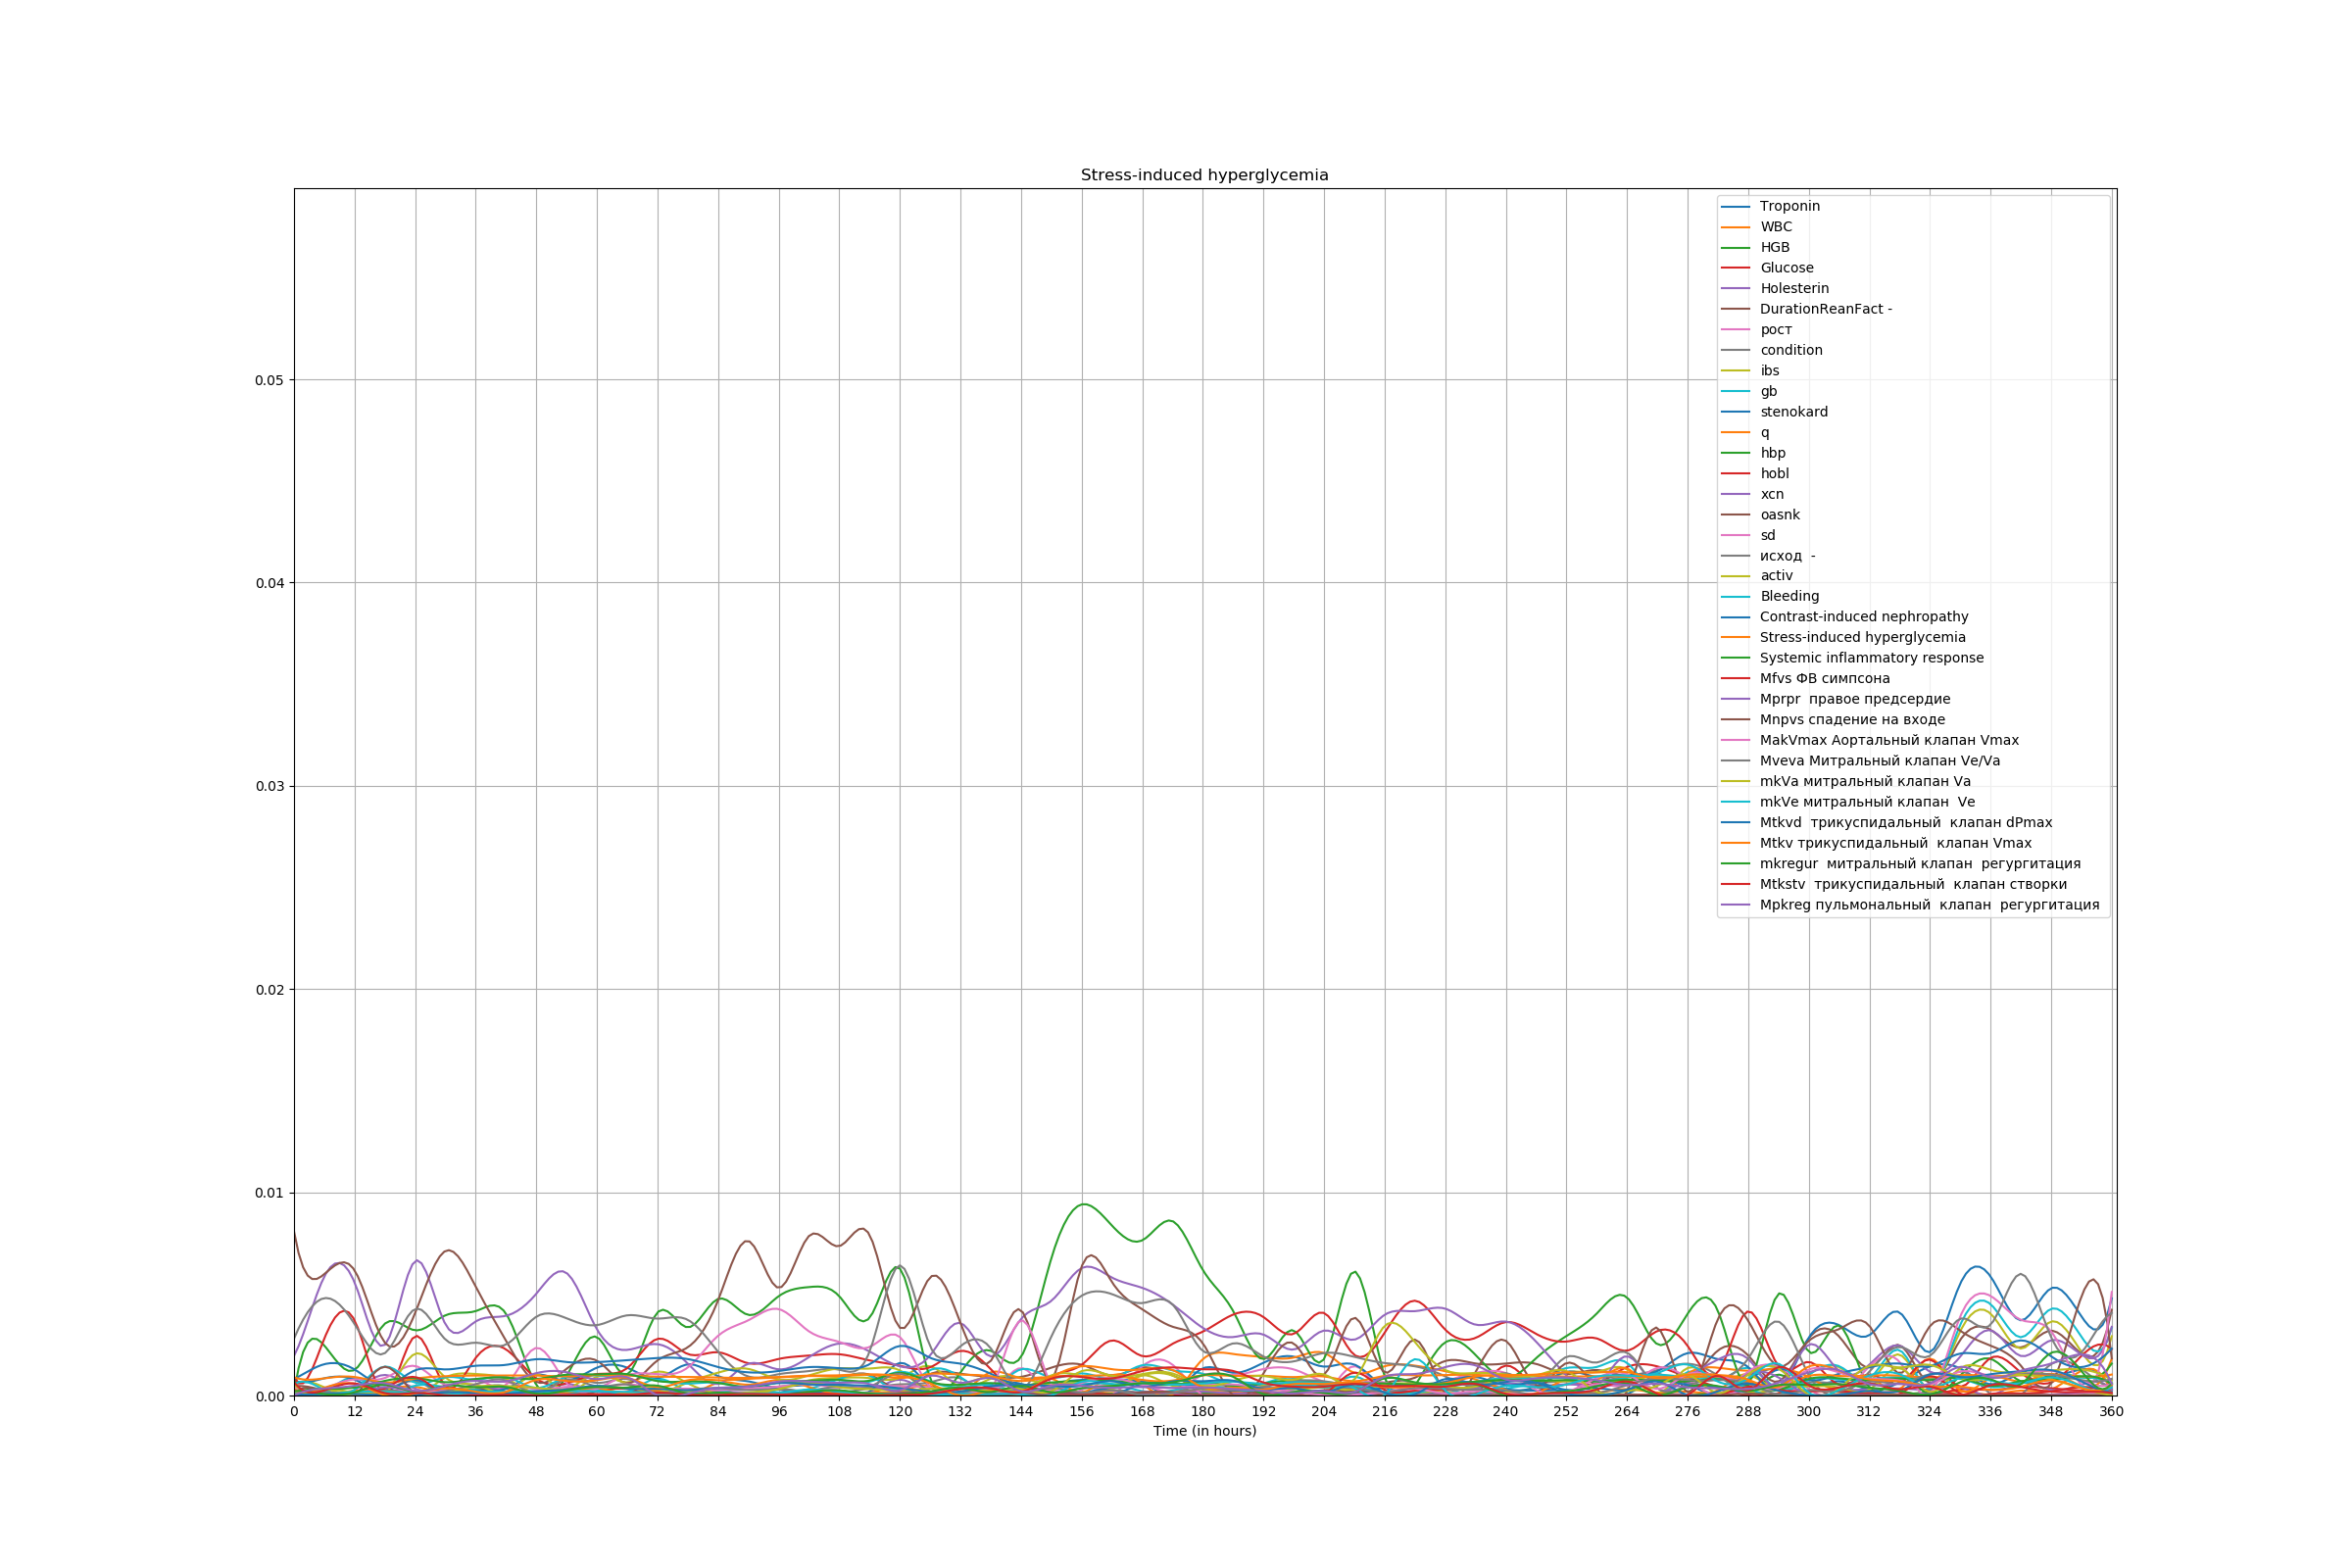 Stress-induced hyperglycemia
Troponin
WBC
HGB
Glucose
Holesterin
DurationReanFact -
рост
condition
ibs
gb
stenokard
q
hbp
hobl
xcn
oasnk
sd
исход  -
activ
Bleeding
Contrast-induced nephropathy
Stress-induced hyperglycemia
Systemic inflammatory response
Mfvs ФВ симпсона
Mprpr  правое предсердие
Mnpvs спадение на входе
MakVmax Аортальный клапан Vmax
Mveva Митральный клапан Ve/Va
mkVa митральный клапан Va
mkVe митральный клапан  Ve
Mtkvd  трикуспидальный  клапан dPmax
Mtkv трикуспидальный  клапан Vmax
mkregur  митральный клапан  регургитация
Mtkstv  трикуспидальный  клапан створки
Mpkreg пульмональный  клапан  регургитация
0.05
0.04
0.03
0.02
0.01
0.00
0 12 24 36 48 60 72 84 96 108 120 132 144 156 168 180 192 204 216 228 240 252 264 276 288 300 312 324 336 348 360
Time (in hours)